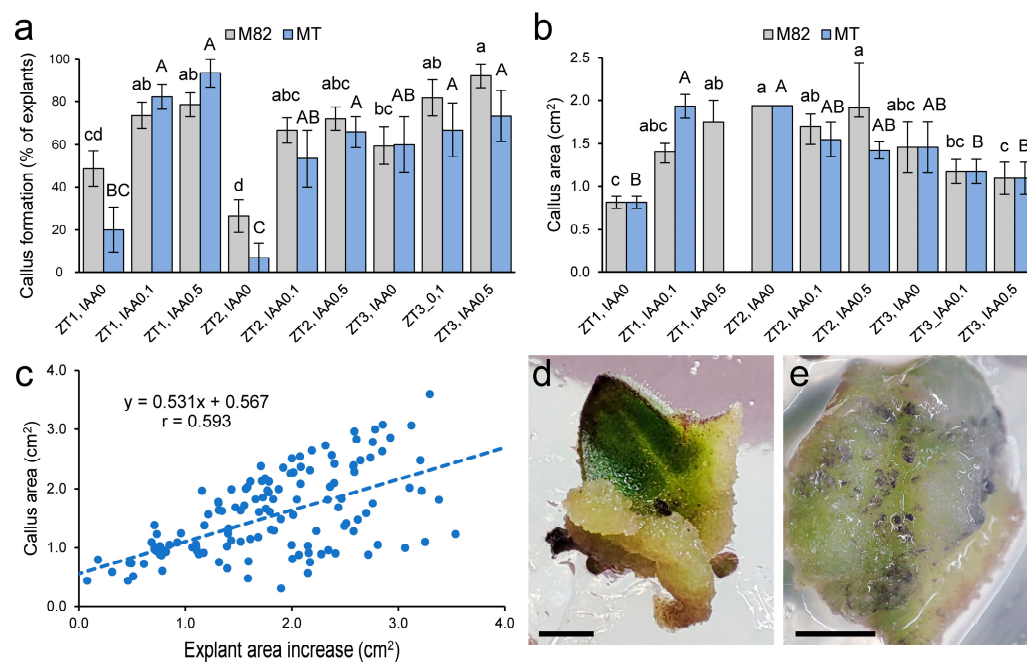 a
M82 MT
Callus formation (% of explants)
100
80
60
40
20
0
cd BC ab A ab A d C abc AB abc AB bc AB ab A a A
ZT1, IAA0
ZT1, IAA0.1
ZT1, IAA0.5
ZT2, IAA0
ZT2, IAA0.1
ZT2, IAA0.5
ZT3, IAA0
ZT3_0,1
ZT3, IAA0.5
b
M82 MT
Callus area (cm²)
2.5
2.0
1.5
1.0
0.5
0.0
c B abc A ab a A ab AB a AB abc AB bc B c B
ZT1, IAA0
ZT1, IAA0.1
ZT1, IAA0.5
ZT2, IAA0
ZT2, IAA0.1
ZT2, IAA0.5
ZT3, IAA0
ZT3_IAA0.1
ZT3, IAA0.5
c
y = 0.531x + 0.567
r = 0.593
Callus area (cm²)
4.0
3.0
2.0
1.0
0.0
0.0 1.0 2.0 3.0 4.0
Explant area increase (cm²)
d
e